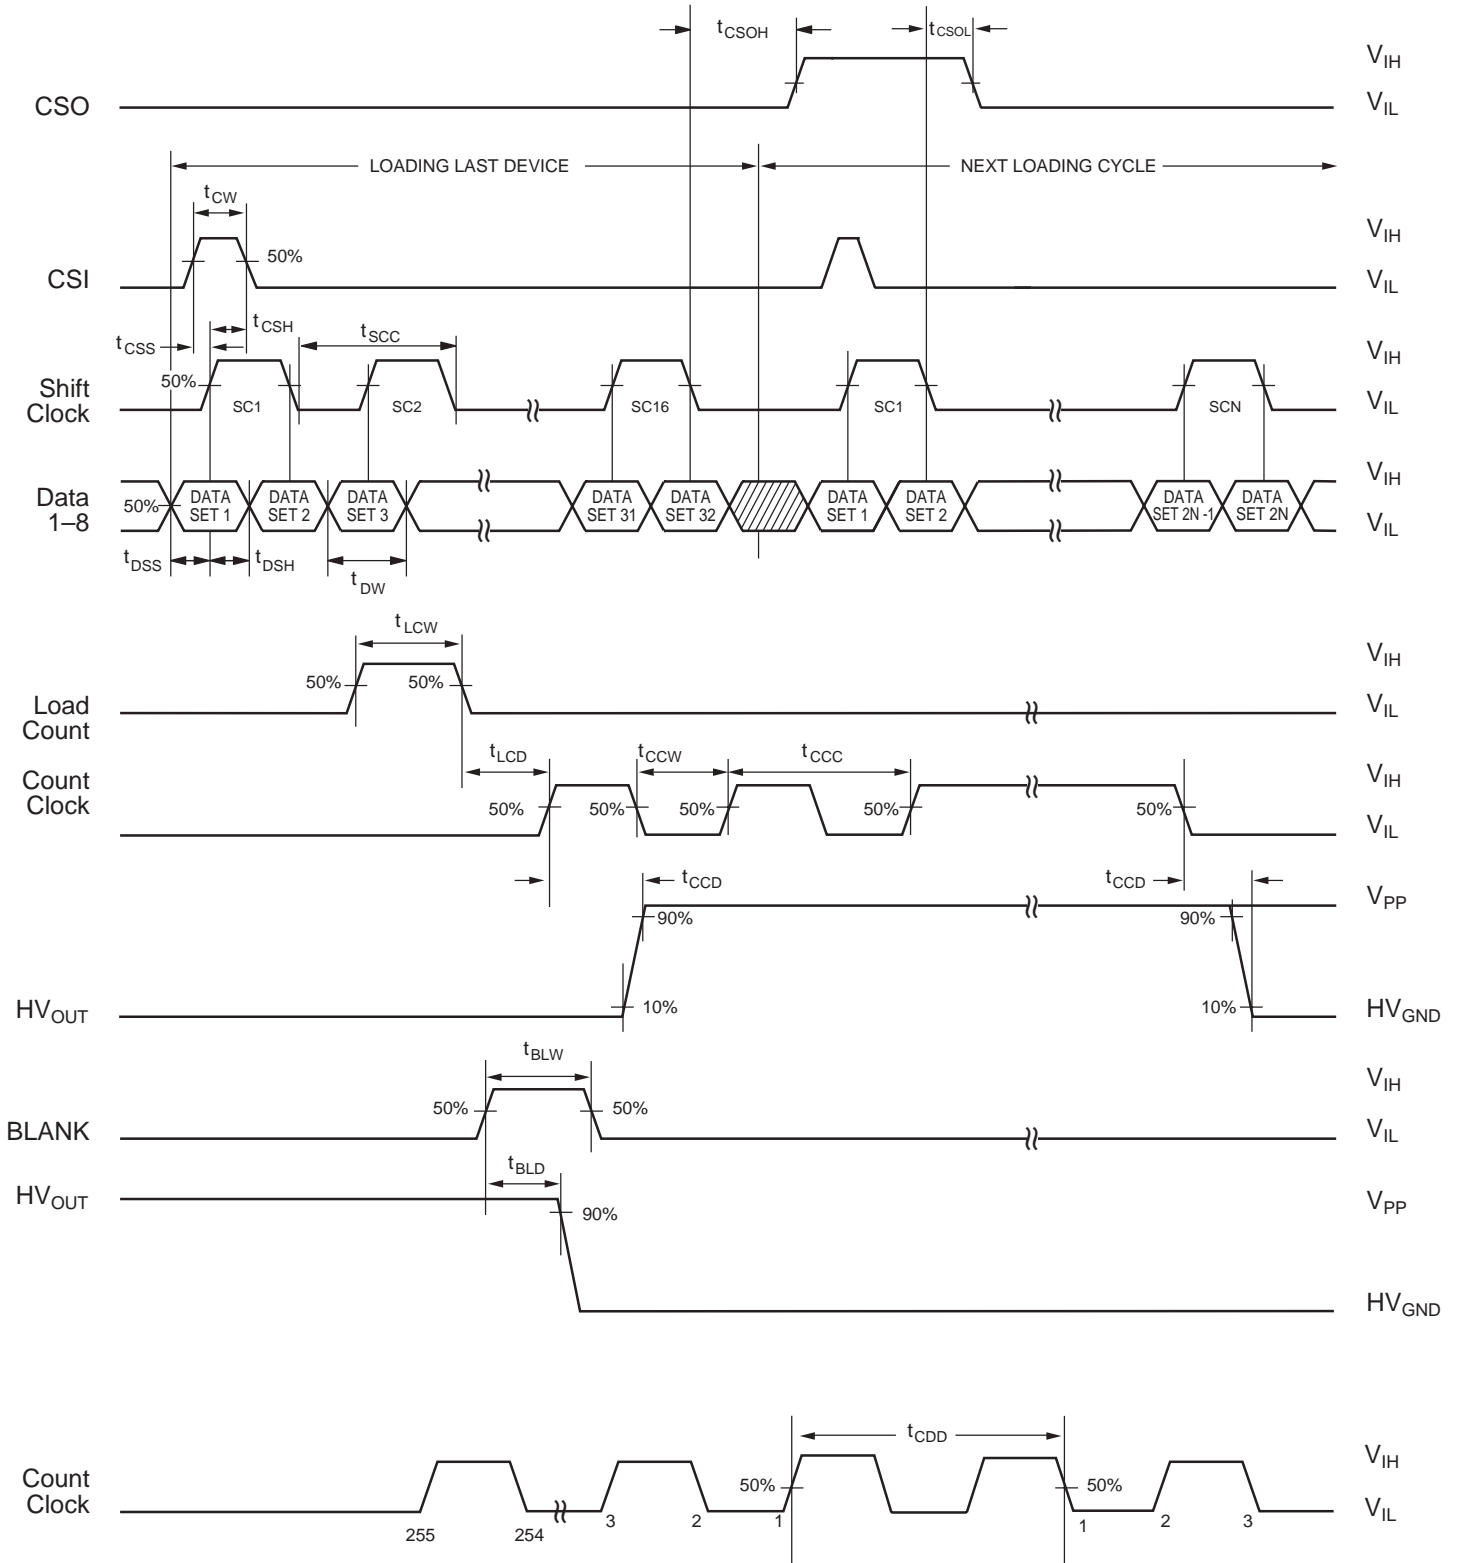 tCSOH
tCSOL
VIH
CSO
VIL
LOADING LAST DEVICE
NEXT LOADING CYCLE
tCW
VIH
50%
CSI
VIL
tCSH
tSCC
tCSS
VIH
50%
Shift
Clock
SC1
SC2
SC16
SC1
SCN
VIL
VIH
Data
1–8
50%
DATA
SET 1
DATA
SET 2
DATA
SET 3
DATA
SET 31
DATA
SET 32
DATA
SET 1
DATA
SET 2
DATA
SET 2N -1
DATA
SET 2N
VIL
tDSS
tDSH
tDW
tLCW
VIH
50%
50%
Load
Count
VIL
tLCD
tCCW
tCCC
Count
Clock
VIH
50%
50%
50%
50%
50%
VIL
tCCD
tCCD
VPP
90%
90%
HVOUT
10%
10%
HVGND
tBLW
VIH
50%
50%
BLANK
VIL
tBLD
HVOUT
VPP
90%
HVGND
tCDD
VIH
Count
Clock
50%
50%
VIL
255
254
3
2
1
1
2
3